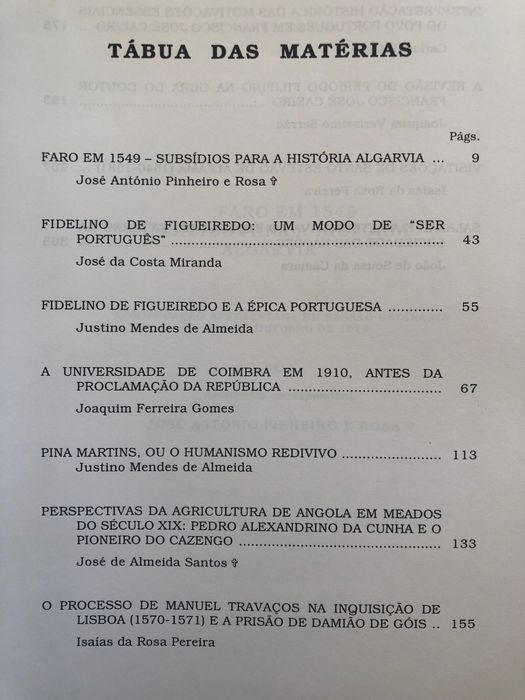 TÁBUA DAS MATÉRIAS
Págs.
FARO EM 1549 – SUBSÍDIOS PARA A HISTÓRIA ALGARVIA ... 9
José António Pinheiro e Rosa ✞
FIDELINO DE FIGUEIREDO: UM MODO DE "SER
PORTUGUÊS" ........................................................ 43
José da Costa Miranda
FIDELINO DE FIGUEIREDO E A ÉPICA PORTUGUESA ............. 55
Justino Mendes de Almeida
A UNIVERSIDADE DE COIMBRA EM 1910, ANTES DA
PROCLAMAÇÃO DA REPÚBLICA .................................... 67
Joaquim Ferreira Gomes
PINA MARTINS, OU O HUMANISMO REDIVIVO ....................... 113
Justino Mendes de Almeida
PERSPECTIVAS DA AGRICULTURA DE ANGOLA EM MEADOS
DO SÉCULO XIX: PEDRO ALEXANDRINO DA CUNHA E O
PIONEIRO DO CAZENGO .............................................. 133
José de Almeida Santos ✞
O PROCESSO DE MANUEL TRAVAÇOS NA INQUISIÇÃO DE
LISBOA (1570-1571) E A PRISÃO DE DAMIÃO DE GÓIS .. 155
Isaías da Rosa Pereira